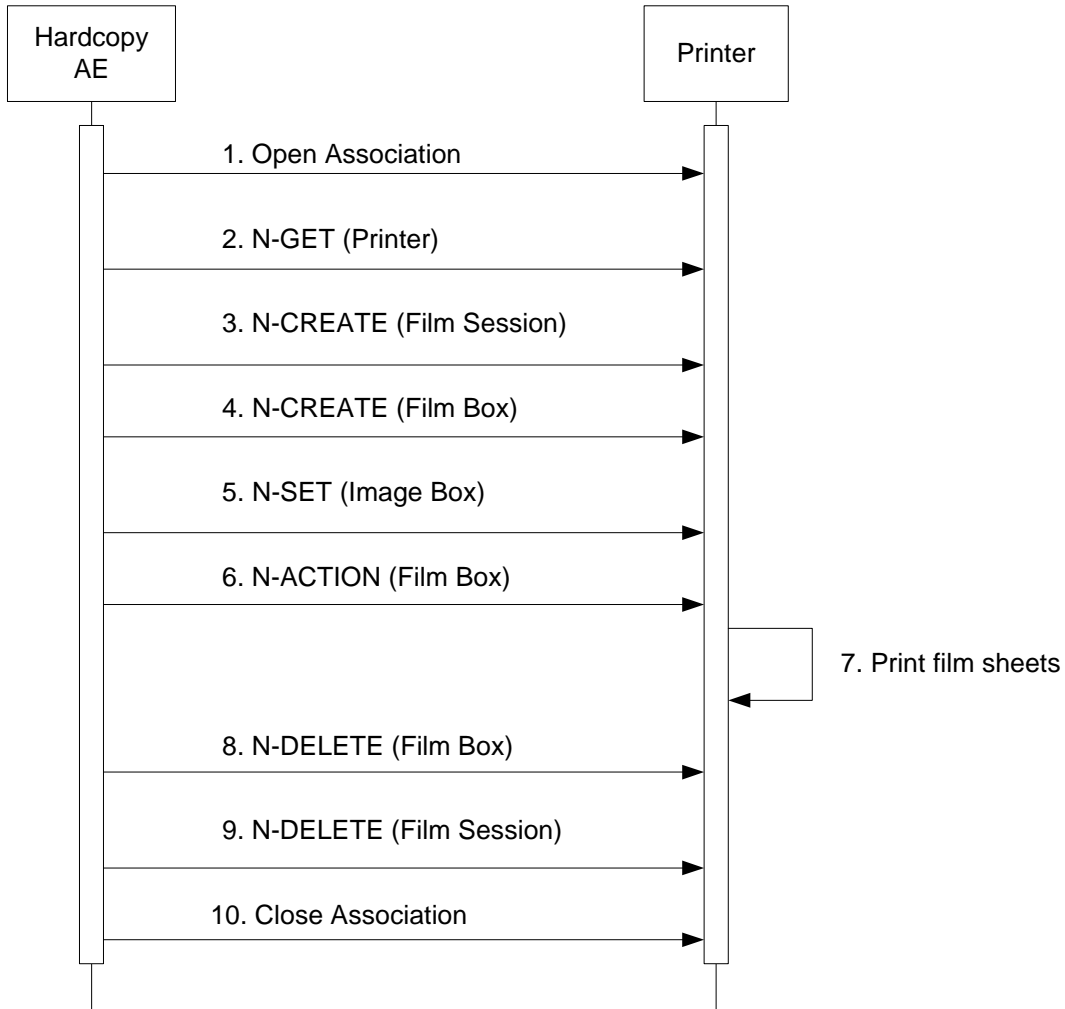 Hardcopy
AE
Printer
1. Open Association
2. N-GET (Printer)
3. N-CREATE (Film Session)
4. N-CREATE (Film Box)
5. N-SET (Image Box)
6. N-ACTION (Film Box)
7. Print film sheets
8. N-DELETE (Film Box)
9. N-DELETE (Film Session)
10. Close Association